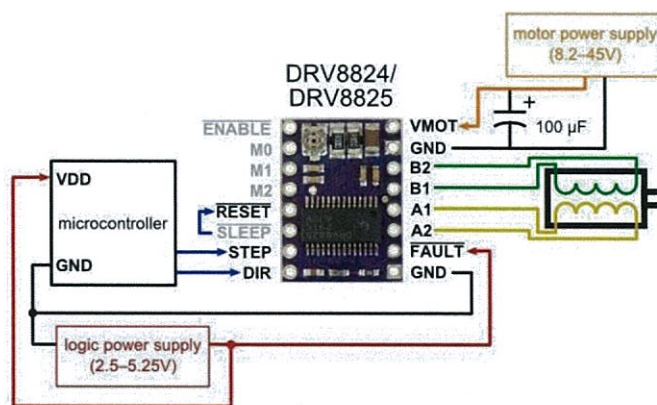 motor power supply
(8.2–45V)
DRV8824/
DRV8825
+
100 µF
ENABLE
M0
M1
M2
RESET
SLEEP
STEP
DIR
VMOT
GND
B2
B1
A1
A2
FAULT
GND
VDD
microcontroller
GND
logic power supply
(2.5–5.25V)